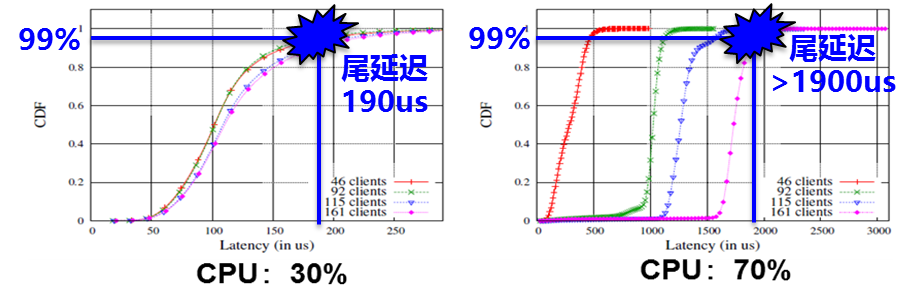 99%
1
0.8
0.6
0.4
0.2
0
CDF
尾延迟
190us
46 clients
92 clients
115 clients
161 clients
0
50
100
150
200
250
Latency (in us)
CPU：30%
99%
1
0.8
0.6
0.4
0.2
0
CDF
尾延迟
>1900us
46 clients
92 clients
115 clients
161 clients
0
500
1000
1500
2000
2500
3000
Latency (in us)
CPU：70%